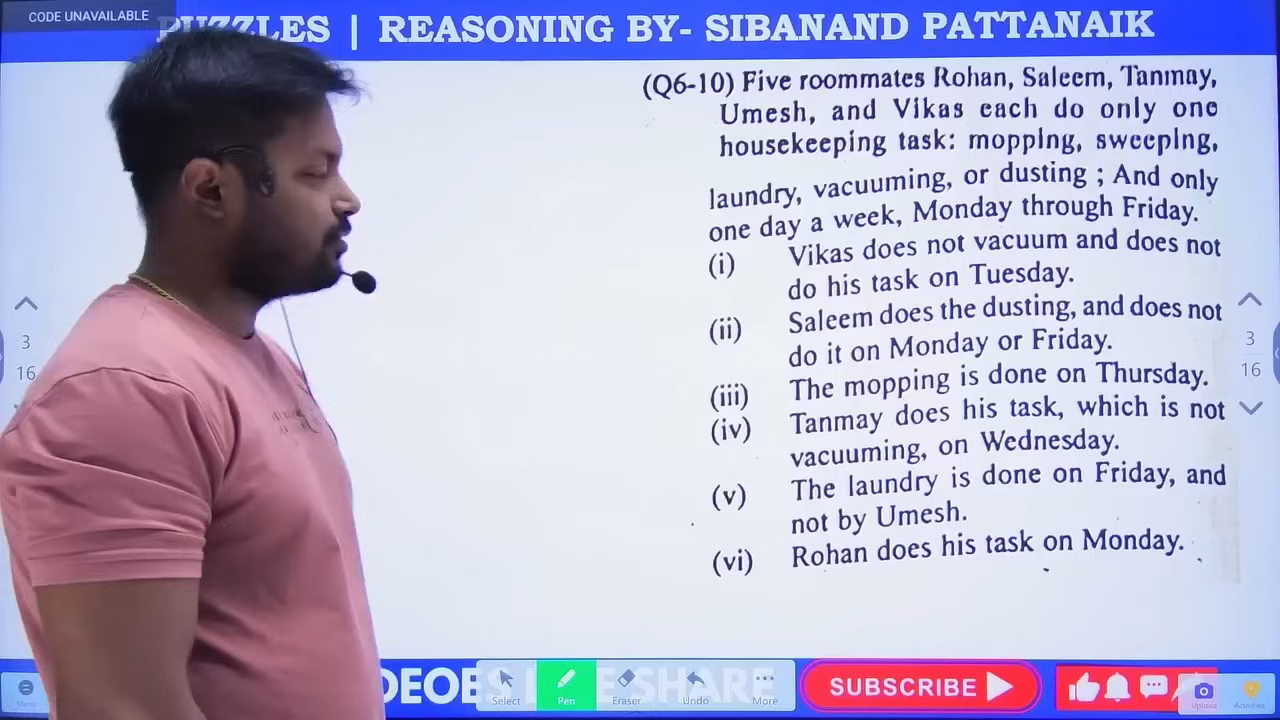 CODE UNAVAILABLE
PUZZLES | REASONING BY- SIBANAND PATTANAIK
(Q6-10) Five roommates Rohan, Saleem, Tanmay,
Umesh, and Vikas each do only one
housekeeping task: mopping, sweeping,
laundry, vacuuming, or dusting ; And only
one day a week, Monday through Friday.
(i) Vikas does not vacuum and does not
do his task on Tuesday.
(ii) Saleem does the dusting, and does not
do it on Monday or Friday.
(iii) The mopping is done on Thursday.
(iv) Tanmay does his task, which is not
vacuuming, on Wednesday.
(v) The laundry is done on Friday, and
not by Umesh.
(vi) Rohan does his task on Monday.
3
16
3
16
SHARE
Menu
Select
Pen
Eraser
Undo
More
SUBSCRIBE
Upload
Activities